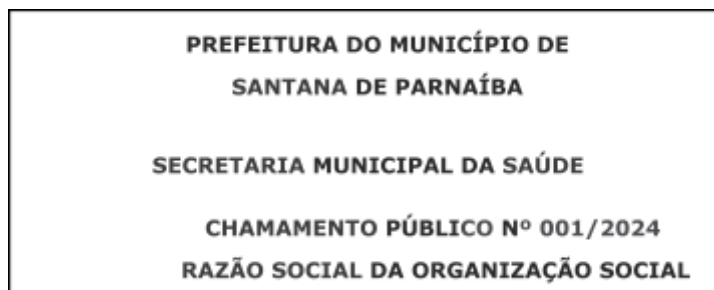 PREFEITURA DO MUNICÍPIO DE
SANTANA DE PARNAÍBA
SECRETARIA MUNICIPAL DA SAÚDE
CHAMAMENTO PÚBLICO Nº 001/2024
RAZÃO SOCIAL DA ORGANIZAÇÃO SOCIAL